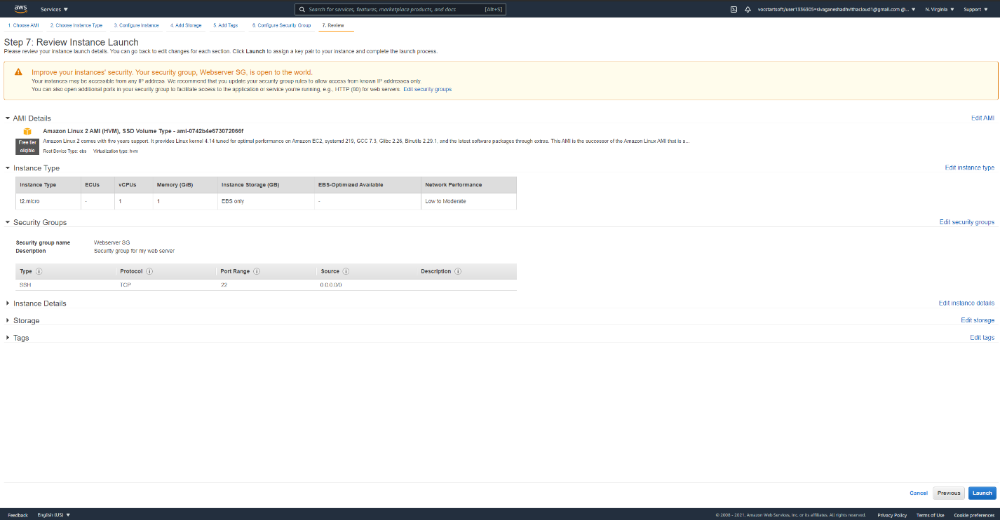 aws
Services
Search for services, features, marketplace products, and docs [Alt+S]
vocstartsoft/user1336305=sivaganeshadhvithacloud1@gmail.com @...
N. Virginia
Support
1. Choose AMI
2. Choose Instance Type
3. Configure Instance
4. Add Storage
5. Add Tags
6. Configure Security Group
7. Review
Step 7: Review Instance Launch
Please review your instance launch details. You can go back to edit changes for each section. Click Launch to assign a key pair to your instance and complete the launch process.
Improve your instances' security. Your security group, Webserver SG, is open to the world.
Your instances may be accessible from any IP address. We recommend that you update your security group rules to allow access from known IP addresses only.
You can also open additional ports in your security group to facilitate access to the application or service you're running, e.g., HTTP (80) for web servers. Edit security groups
AMI Details
Edit AMI
Amazon Linux 2 AMI (HVM), SSD Volume Type - ami-0742b4e673072066f
Free tier
eligible
Amazon Linux 2 comes with five years support. It provides Linux kernel 4.14 tuned for optimal performance on Amazon EC2, systemd 219, GCC 7.3, Glibc 2.26, Binutils 2.29.1, and the latest software packages through extras. This AMI is the successor of the Amazon Linux AMI that is a...
Root Device Type: ebs Virtualization type: hvm
Instance Type
Edit instance type
Instance Type ECUs vCPUs Memory (GiB) Instance Storage (GB) EBS-Optimized Available Network Performance
t2.micro - 1 1 EBS only - Low to Moderate
Security Groups
Edit security groups
Security group name Webserver SG
Description Security group for my web server
Type Protocol Port Range Source Description
SSH TCP 22 0.0.0.0/0
Instance Details
Edit instance details
Storage
Edit storage
Tags
Edit tags
Cancel
Previous
Launch
Feedback
English (US)
© 2008 - 2021, Amazon Web Services, Inc. or its affiliates. All rights reserved.
Privacy Policy
Terms of Use
Cookie preferences